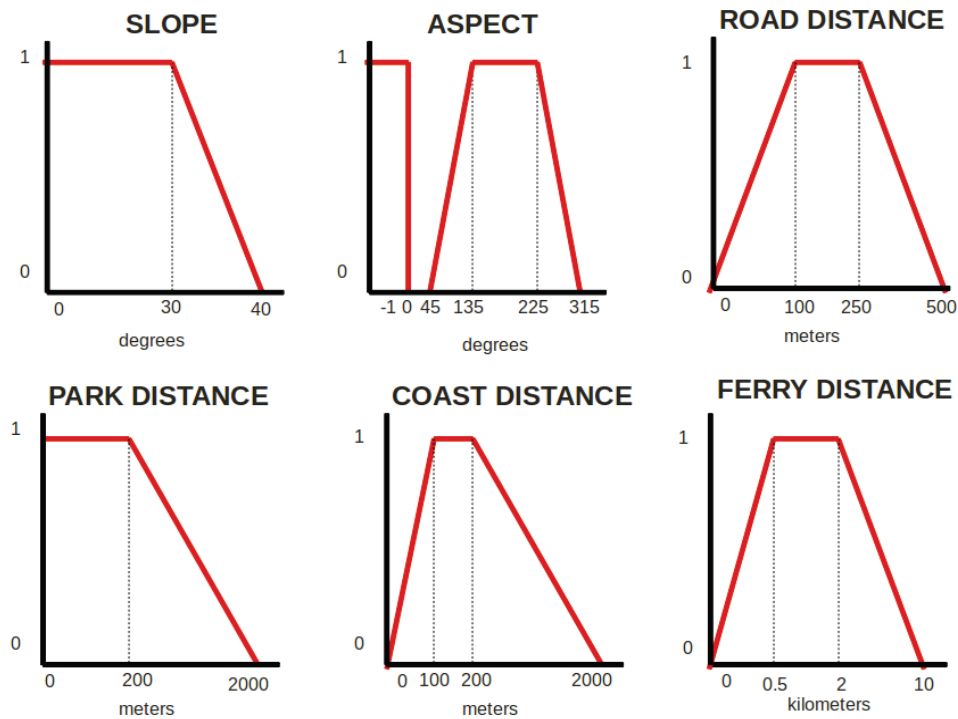 SLOPE
1
0
0 30 40
degrees
ASPECT
1
0
-1 0 45 135 225 315
degrees
ROAD DISTANCE
1
0
0 100 250 500
meters
PARK DISTANCE
1
0
0 200 2000
meters
COAST DISTANCE
1
0
0 100 200 2000
meters
FERRY DISTANCE
1
0
0 0.5 2 10
kilometers